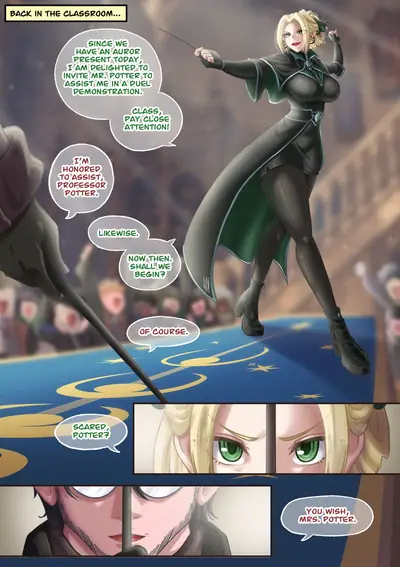 BACK IN THE CLASSROOM...
SINCE WE
HAVE AN AUROR
PRESENT TODAY,
I AM DELIGHTED TO
INVITE MR. POTTER TO
ASSIST ME IN A DUEL
DEMONSTRATION.
CLASS,
PAY CLOSE
ATTENTION!
I'M
HONORED
TO ASSIST,
PROFESSOR
POTTER.
LIKEWISE.
NOW THEN.
SHALL WE
BEGIN?
OF COURSE.
SCARED,
POTTER?
YOU WISH,
MRS. POTTER.